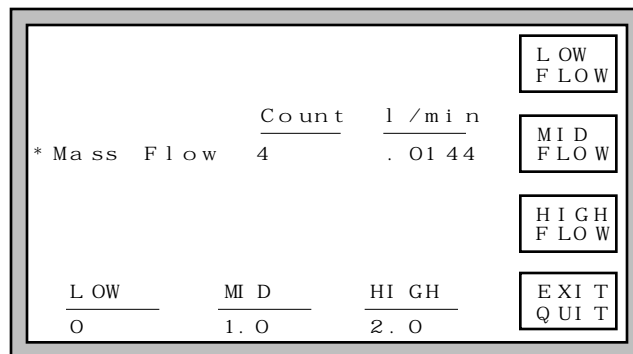 LOW
FLOW
Count l/min
*Mass Flow 4 .0144
MID
FLOW
HIGH
FLOW
LOW MID HIGH
0 1.0 2.0
EXIT
QUIT